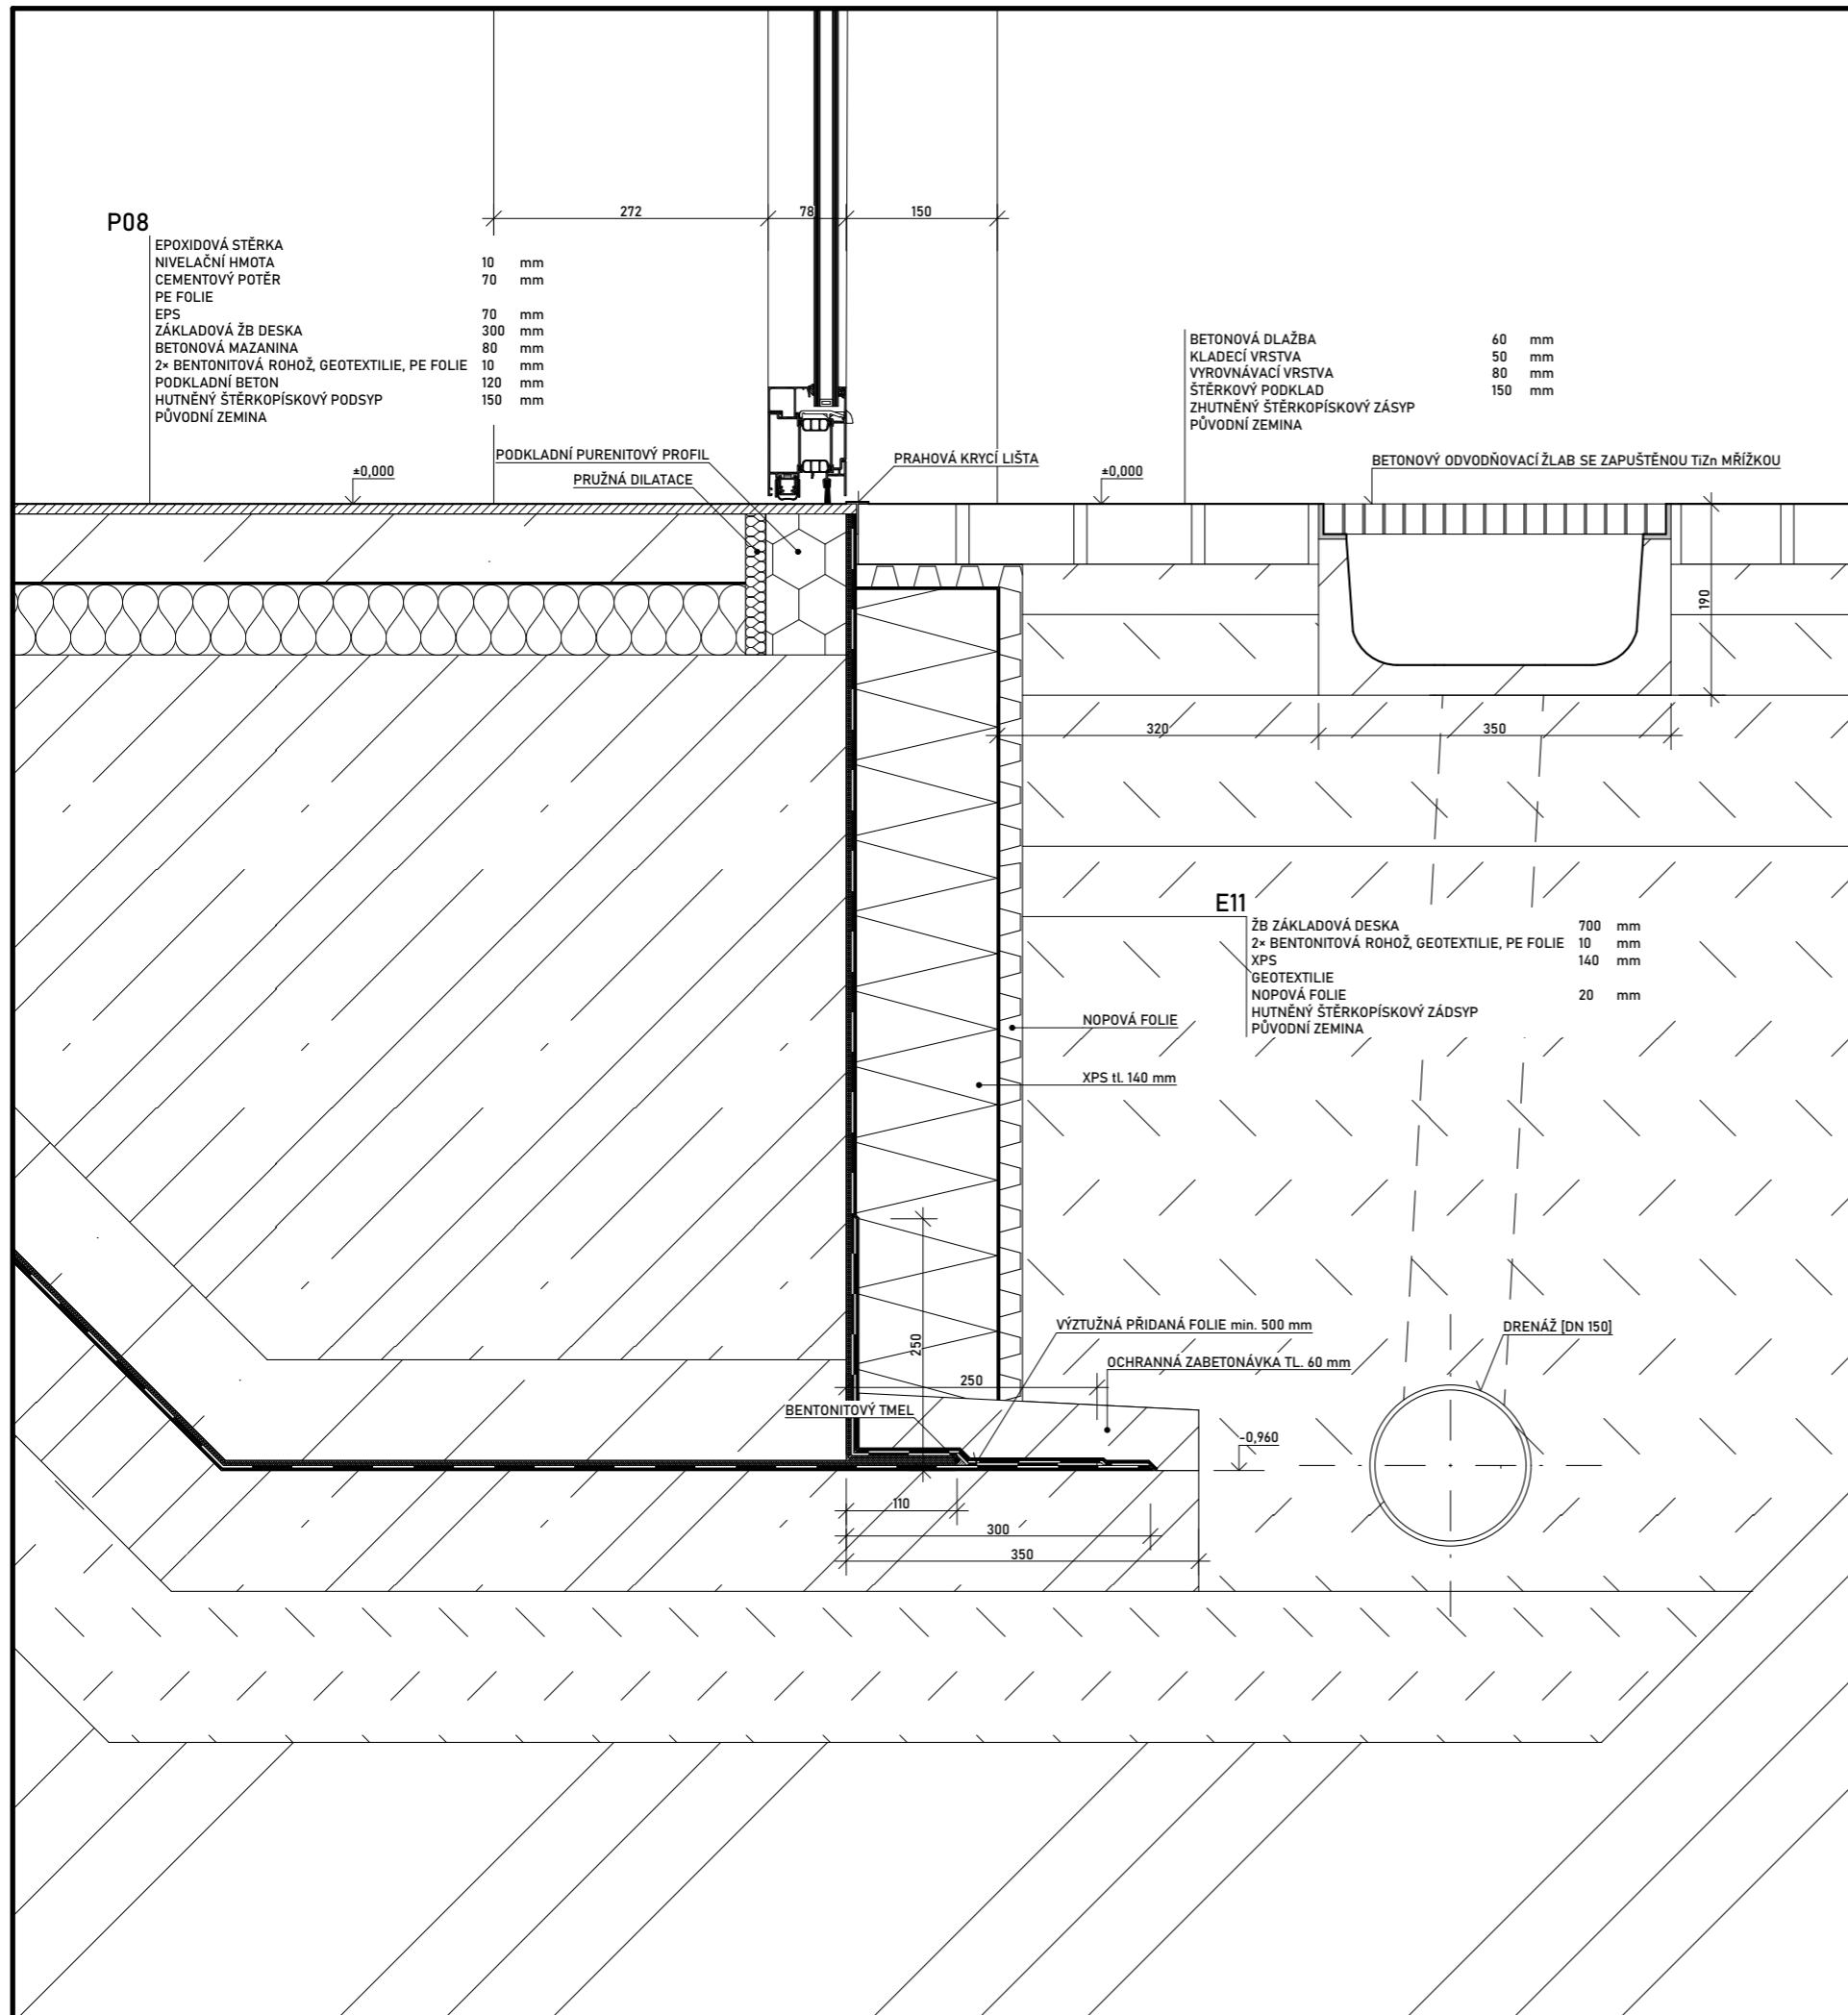 272
78
150
P08
EPOXIDOVÁ STĚRKA
NIVELAČNÍ HMOTA 10 mm
CEMENTOVÝ POTĚR 70 mm
PE FOLIE
EPS 70 mm
ZÁKLADOVÁ ŽB DESKA 300 mm
BETONOVÁ MAZANINA 80 mm
2× BENTONITOVÁ ROHOŽ, GEOTEXTILIE, PE FOLIE 10 mm
PODKLADNÍ BETON 120 mm
HUTNĚNÝ ŠTĚRKOPÍSKOVÝ PODSYP 150 mm
PŮVODNÍ ZEMINA
BETONOVÁ DLAŽBA 60 mm
KLADECÍ VRSTVA 50 mm
VYROVNÁVACÍ VRSTVA 80 mm
ŠTĚRKOVÝ PODKLAD 150 mm
ZHUTNĚNÝ ŠTĚRKOPÍSKOVÝ ZÁSYP
PŮVODNÍ ZEMINA
PODKLADNÍ PURENITOVÝ PROFIL
PRAHOVÁ KRYCÍ LIŠTA
BETONOVÝ ODVODŇOVACÍ ŽLAB SE ZAPUŠTĚNOU TiZn MŘÍŽKOU
±0,000
PRUŽNÁ DILATACE
±0,000
190
320
350
E11
ŽB ZÁKLADOVÁ DESKA 700 mm
2× BENTONITOVÁ ROHOŽ, GEOTEXTILIE, PE FOLIE 10 mm
XPS 140 mm
GEOTEXTILIE
NOPOVÁ FOLIE 20 mm
HUTNĚNÝ ŠTĚRKOPÍSKOVÝ ZÁDSYP
PŮVODNÍ ZEMINA
NOPOVÁ FOLIE
XPS tl. 140 mm
VÝZTUŽNÁ PŘIDANÁ FOLIE min. 500 mm
DRENÁŽ [DN 150]
250
OCHRANNÁ ZABETONÁVKA TL. 60 mm
250
BENTONITOVÝ TMEL
-0,960
110
300
350